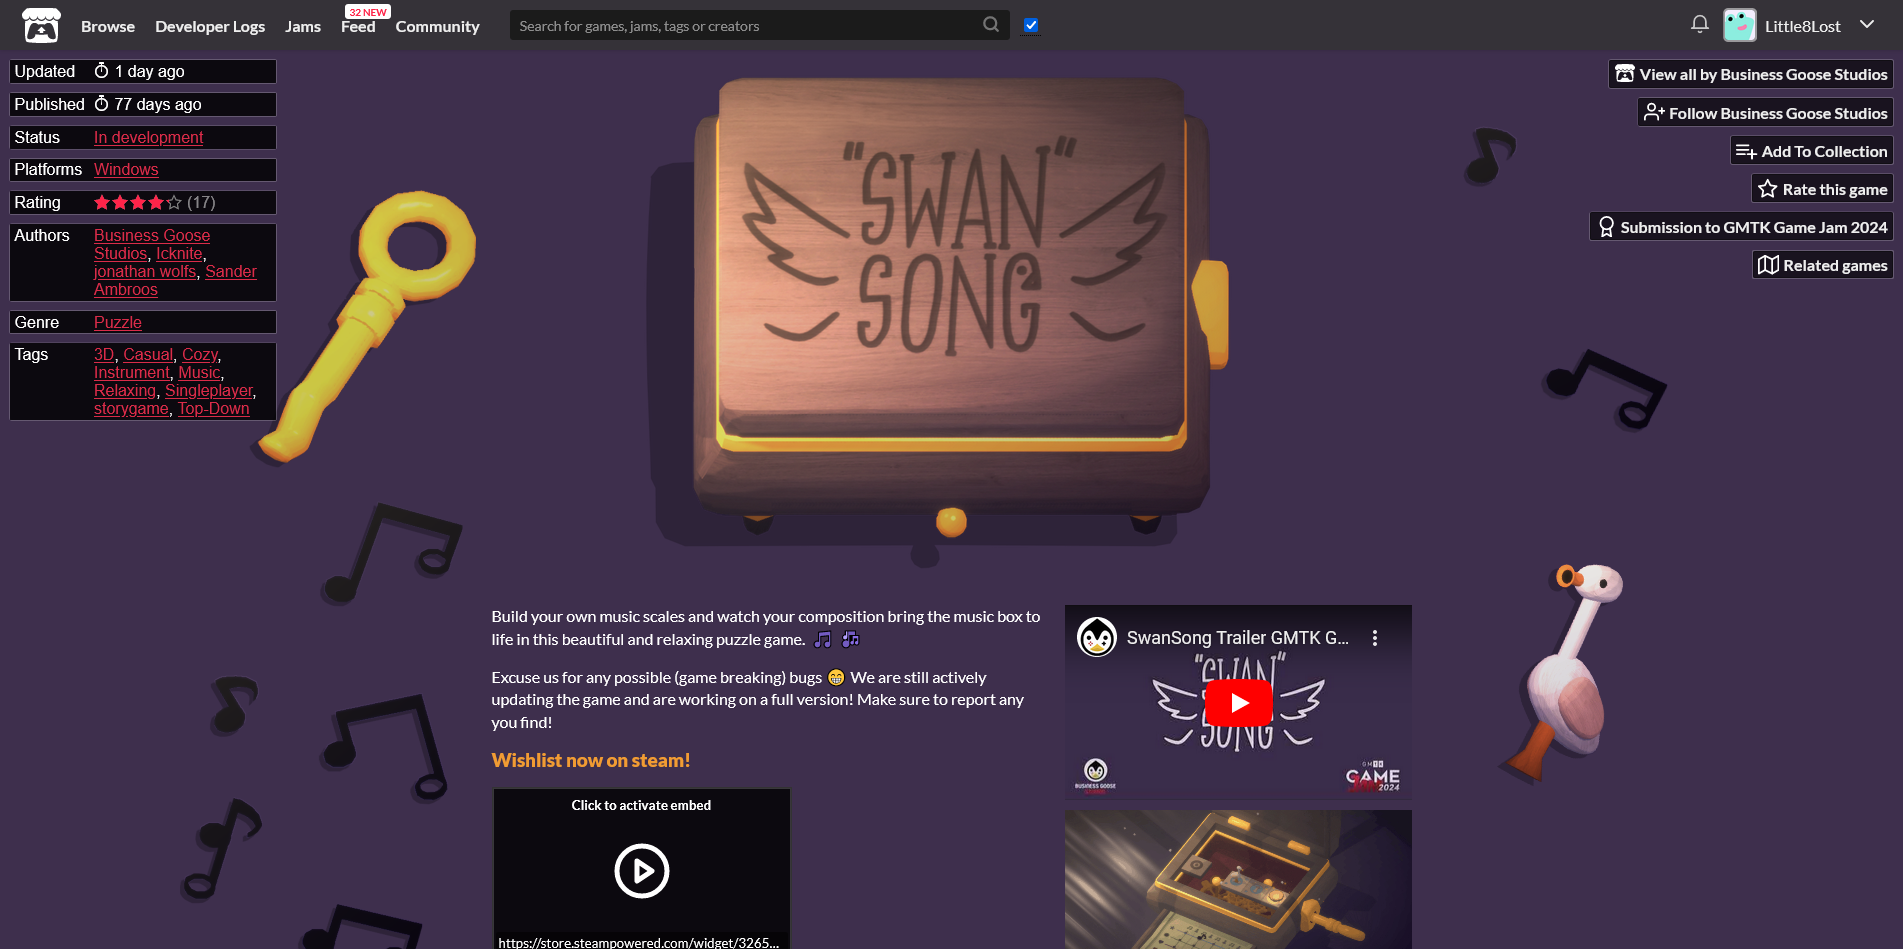 Browse
Developer Logs
Jams
32 NEW
Feed
Community
Search for games, jams, tags or creators
Little8Lost
Updated 1 day ago
Published 77 days ago
Status In development
Platforms Windows
Rating (17)
Authors Business Goose
Studios, Icknite,
jonathan wolfs, Sander
Ambroos
Genre Puzzle
Tags 3D, Casual, Cozy,
Instrument, Music,
Relaxing, Singleplayer,
storygame, Top-Down
View all by Business Goose Studios
Follow Business Goose Studios
Add To Collection
Rate this game
Submission to GMTK Game Jam 2024
Related games
"SWAN
SONG"
Build your own music scales and watch your composition bring the music box to
life in this beautiful and relaxing puzzle game. 🎵 🎶
Excuse us for any possible (game breaking) bugs 😁 We are still actively
updating the game and are working on a full version! Make sure to report any
you find!
Wishlist now on steam!
Click to activate embed
https://store.steampowered.com/widget/3265...
SwanSong Trailer GMTK G...
"SWAN"
SONG
BUSINESS GOOSE
STUDIOS
GMTK
GAME
JAM 2024